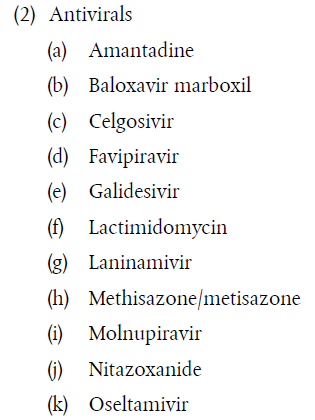 (2) Antivirals
(a) Amantadine
(b) Baloxavir marboxil
(c) Celgosivir
(d) Favipiravir
(e) Galidesivir
(f) Lactimidomycin
(g) Laninamivir
(h) Methisazone/metisazone
(i) Molnupiravir
(j) Nitazoxanide
(k) Oseltamivir